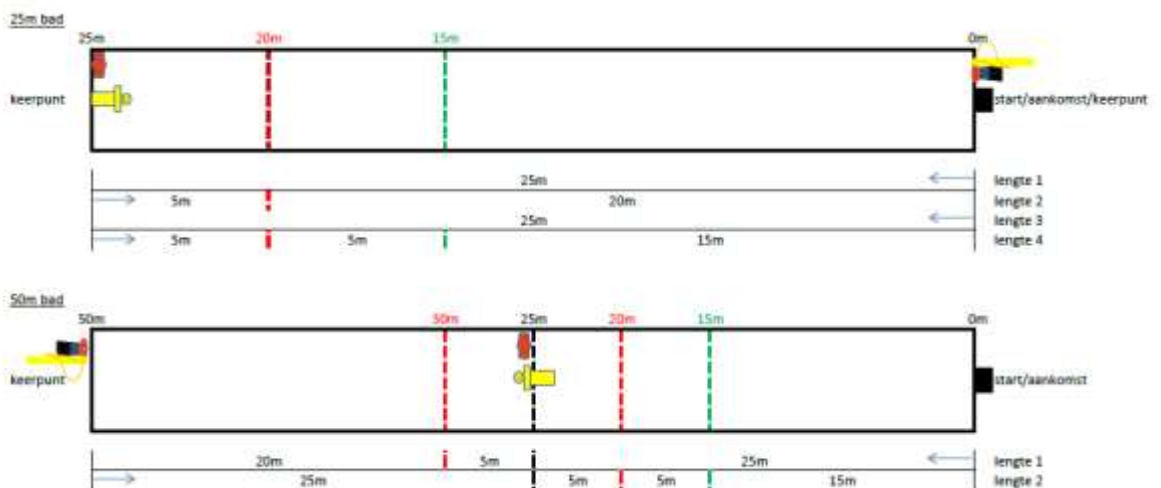 25m bad
25m 20m 15m 0m
keerpunt start/aankomst/keerpunt
25m lengte 1
5m 20m lengte 2
25m lengte 3
5m 5m 15m lengte 4
50m bad
50m 30m 25m 20m 15m 0m
keerpunt start/aankomst
20m 5m 25m lengte 1
25m 5m 5m 15m lengte 2